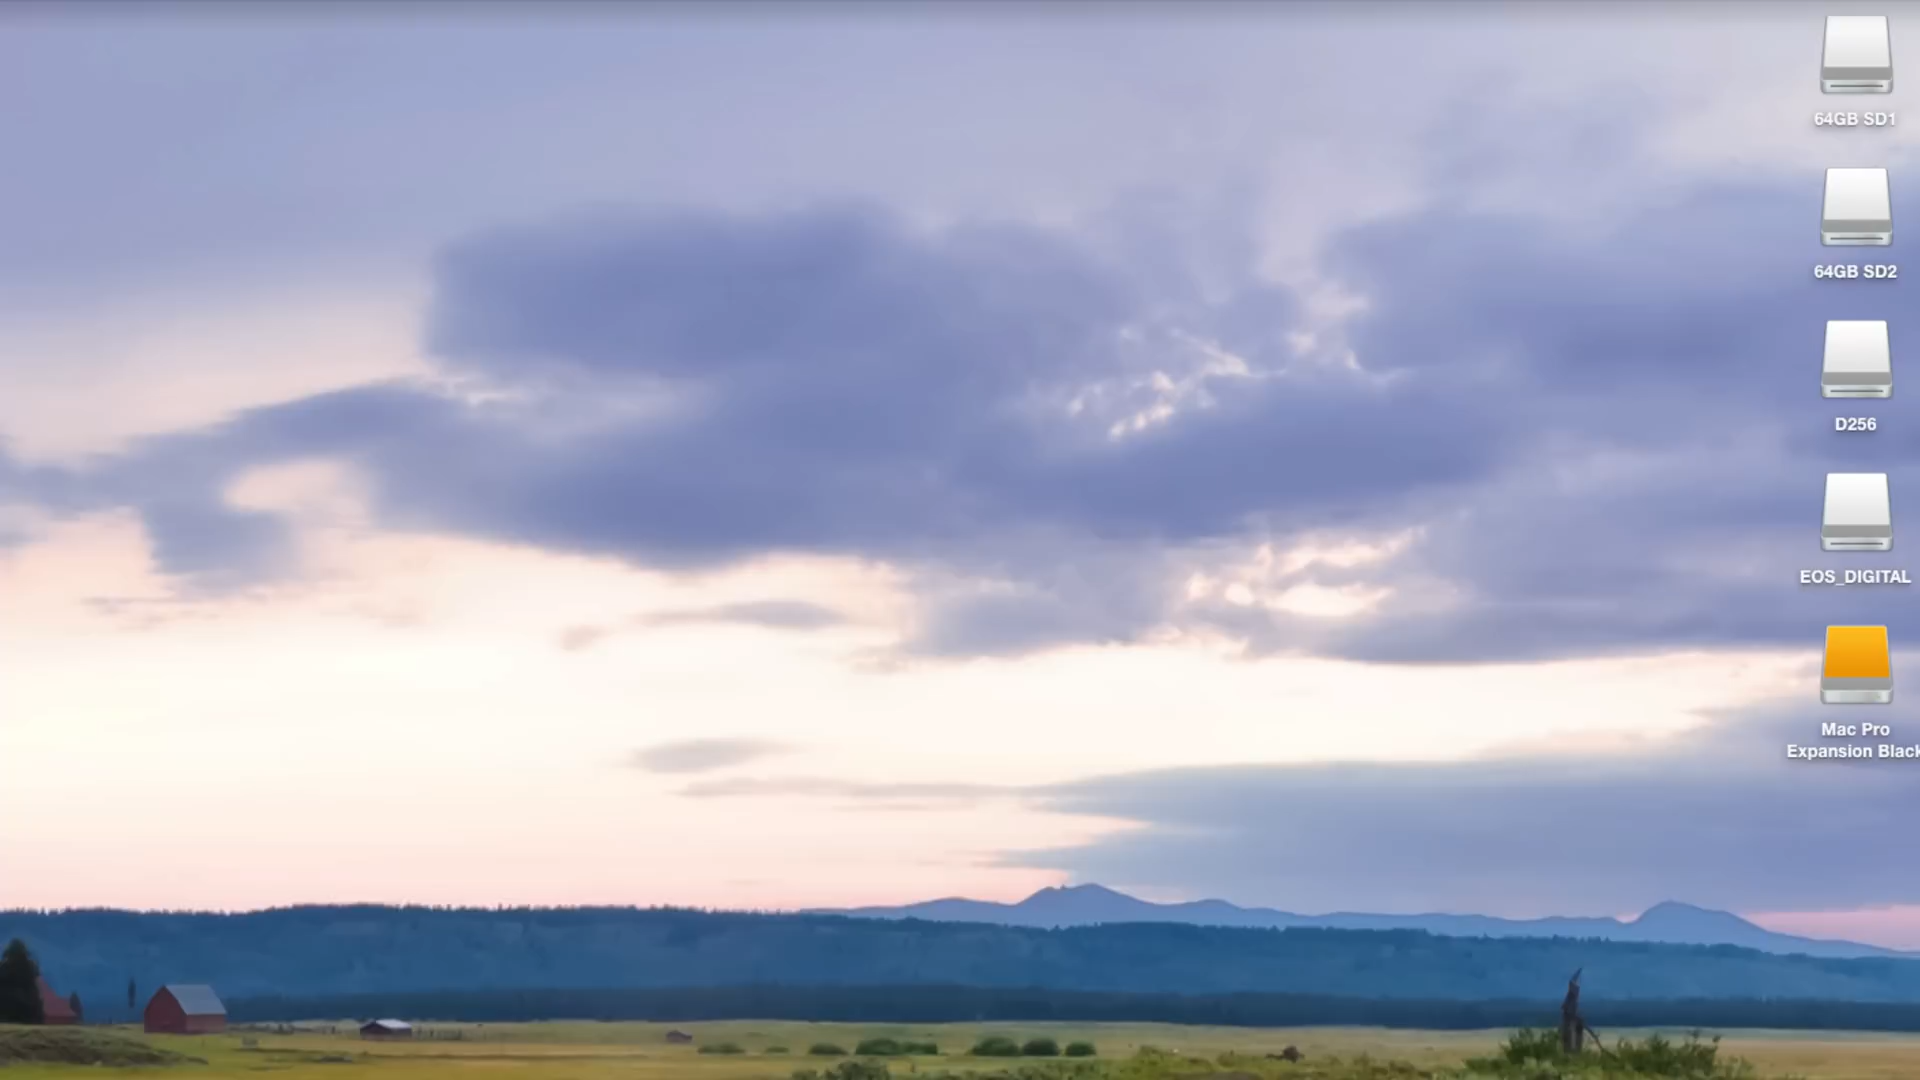 64GB SD1
64GB SD2
D256
EOS_DIGITAL
Mac Pro
Expansion Black